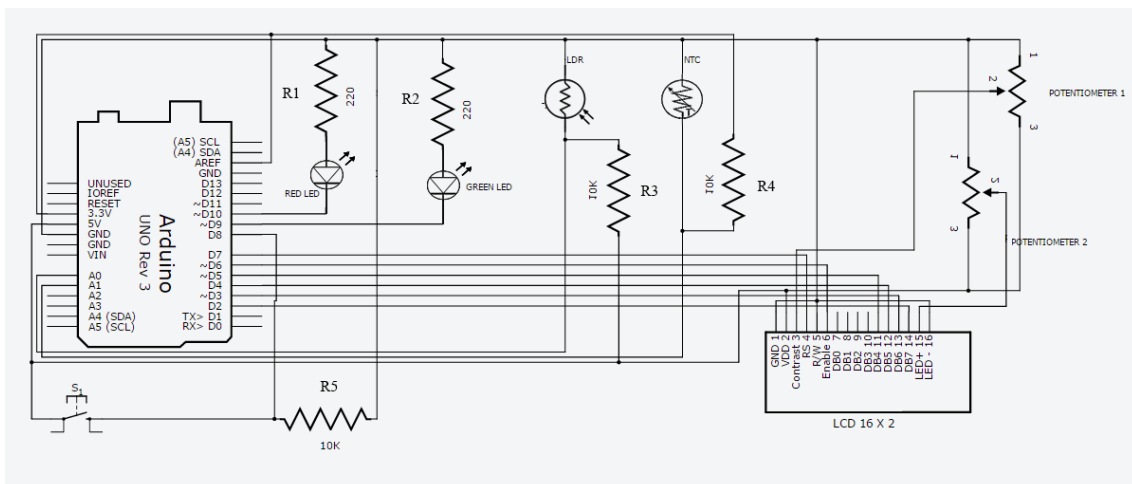 R1
220
RED LED
R2
220
GREEN LED
LDR
10K
R3
NTC
10K
R4
1
2
3
POTENTIOMETER 1
1
2
3
POTENTIOMETER 2
Arduino
UNO Rev 3
UNUSED
IOREF
RESET
3.3V
5V
GND
GND
VIN
A0
A1
A2
A3
A4 (SDA)
A5 (SCL)
(A5) SCL
(A4) SDA
AREF
GND
D13
D12
~D11
~D10
~D9
D8
D7
~D6
~D5
D4
~D3
D2
TX> D1
RX> D0
S1
R5
10K
GND 1
VDD 2
Contrast 3
RS 4
R/W 5
Enable 6
DB0 7
DB1 8
DB2 9
DB3 10
DB4 11
DB5 12
DB6 13
DB7 14
LED+ 15
LED - 16
LCD 16 X 2